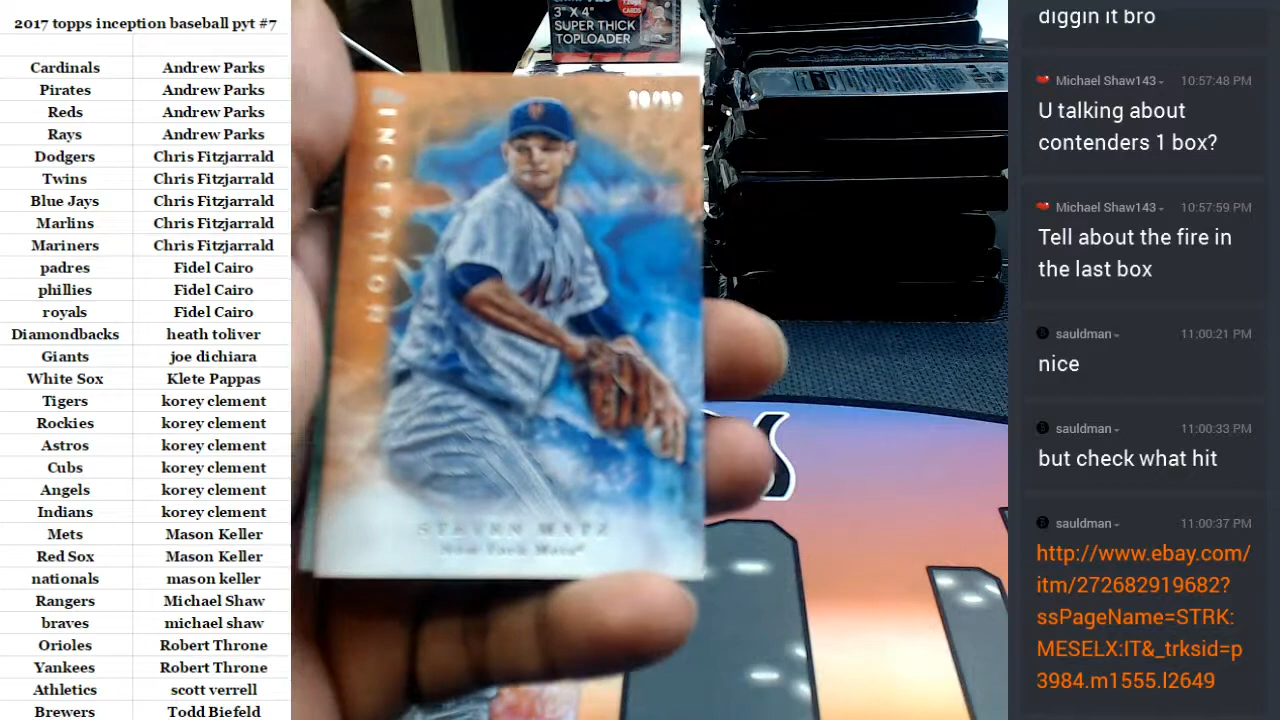 2017 topps inception baseball pyt #7
Cardinals Andrew Parks
Pirates Andrew Parks
Reds Andrew Parks
Rays Andrew Parks
Dodgers Chris Fitzjarrald
Twins Chris Fitzjarrald
Blue Jays Chris Fitzjarrald
Marlins Chris Fitzjarrald
Mariners Chris Fitzjarrald
padres Fidel Cairo
phillies Fidel Cairo
royals Fidel Cairo
Diamondbacks heath toliver
Giants joe dichiara
White Sox Klete Pappas
Tigers korey clement
Rockies korey clement
Astros korey clement
Cubs korey clement
Angels korey clement
Indians korey clement
Mets Mason Keller
Red Sox Mason Keller
nationals mason keller
Rangers Michael Shaw
braves michael shaw
Orioles Robert Throne
Yankees Robert Throne
Athletics scott verrell
Brewers Todd Biefeld
3" X 4"
SUPER THICK
TOPLOADER
INCEPTION
STEVEN MATZ
New York Mets
diggin it bro
Michael Shaw143 10:57:48 PM
U talking about
contenders 1 box?
Michael Shaw143 10:57:59 PM
Tell about the fire in
the last box
sauldman 11:00:21 PM
nice
sauldman 11:00:33 PM
but check what hit
sauldman 11:00:37 PM
http://www.ebay.com/
itm/272682919682?
ssPageName=STRK:
MESELX:IT&_trksid=p
3984.m1555.l2649